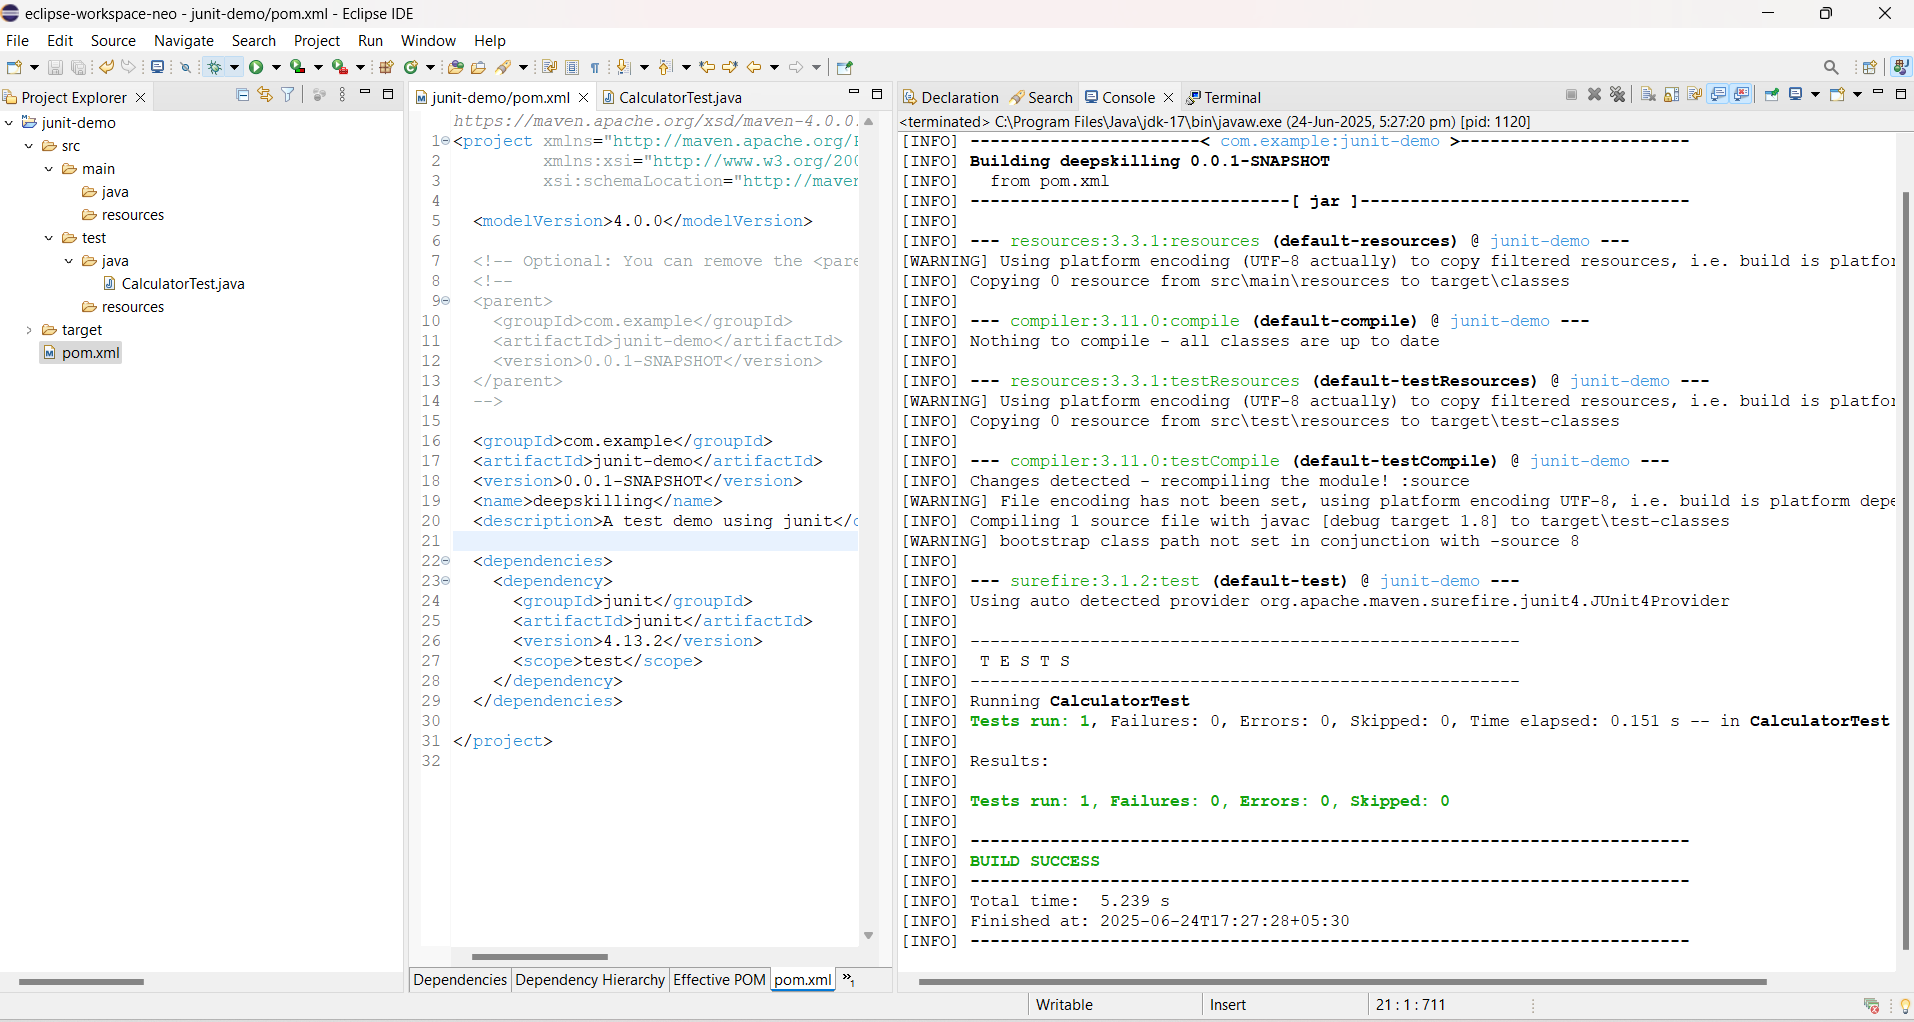 eclipse-workspace-neo - junit-demo/pom.xml - Eclipse IDE
File Edit Source Navigate Search Project Run Window Help
Project Explorer
junit-demo
src
main
java
resources
test
java
CalculatorTest.java
resources
target
pom.xml
junit-demo/pom.xml CalculatorTest.java
https://maven.apache.org/xsd/maven-4.0.0.
1 <project xmlns="http://maven.apache.org/
2 xmlns:xsi="http://www.w3.org/200
3 xsi:schemaLocation="http://maven
4
5 <modelVersion>4.0.0</modelVersion>
6
7 <!-- Optional: You can remove the <pare
8 <!--
9 <parent>
10 <groupId>com.example</groupId>
11 <artifactId>junit-demo</artifactId>
12 <version>0.0.1-SNAPSHOT</version>
13 </parent>
14 -->
15
16 <groupId>com.example</groupId>
17 <artifactId>junit-demo</artifactId>
18 <version>0.0.1-SNAPSHOT</version>
19 <name>deepskilling</name>
20 <description>A test demo using junit</d
21
22 <dependencies>
23 <dependency>
24 <groupId>junit</groupId>
25 <artifactId>junit</artifactId>
26 <version>4.13.2</version>
27 <scope>test</scope>
28 </dependency>
29 </dependencies>
30
31 </project>
32
Dependencies Dependency Hierarchy Effective POM pom.xml »1
Declaration Search Console Terminal
<terminated> C:\Program Files\Java\jdk-17\bin\javaw.exe (24-Jun-2025, 5:27:20 pm) [pid: 1120]
[INFO] -----------------------< com.example:junit-demo >-----------------------
[INFO] Building deepskilling 0.0.1-SNAPSHOT
[INFO] from pom.xml
[INFO] --------------------------------[ jar ]---------------------------------
[INFO]
[INFO] --- resources:3.3.1:resources (default-resources) @ junit-demo ---
[WARNING] Using platform encoding (UTF-8 actually) to copy filtered resources, i.e. build is platfor
[INFO] Copying 0 resource from src\main\resources to target\classes
[INFO]
[INFO] --- compiler:3.11.0:compile (default-compile) @ junit-demo ---
[INFO] Nothing to compile - all classes are up to date
[INFO]
[INFO] --- resources:3.3.1:testResources (default-testResources) @ junit-demo ---
[WARNING] Using platform encoding (UTF-8 actually) to copy filtered resources, i.e. build is platfor
[INFO] Copying 0 resource from src\test\resources to target\test-classes
[INFO]
[INFO] --- compiler:3.11.0:testCompile (default-testCompile) @ junit-demo ---
[INFO] Changes detected - recompiling the module! :source
[WARNING] File encoding has not been set, using platform encoding UTF-8, i.e. build is platform depe
[INFO] Compiling 1 source file with javac [debug target 1.8] to target\test-classes
[WARNING] bootstrap class path not set in conjunction with -source 8
[INFO]
[INFO] --- surefire:3.1.2:test (default-test) @ junit-demo ---
[INFO] Using auto detected provider org.apache.maven.surefire.junit4.JUnit4Provider
[INFO]
[INFO] -------------------------------------------------------
[INFO] T E S T S
[INFO] -------------------------------------------------------
[INFO] Running CalculatorTest
[INFO] Tests run: 1, Failures: 0, Errors: 0, Skipped: 0, Time elapsed: 0.151 s -- in CalculatorTest
[INFO]
[INFO] Results:
[INFO]
[INFO] Tests run: 1, Failures: 0, Errors: 0, Skipped: 0
[INFO]
[INFO] ------------------------------------------------------------------------
[INFO] BUILD SUCCESS
[INFO] ------------------------------------------------------------------------
[INFO] Total time: 5.239 s
[INFO] Finished at: 2025-06-24T17:27:28+05:30
[INFO] ------------------------------------------------------------------------
Writable Insert 21 : 1 : 711